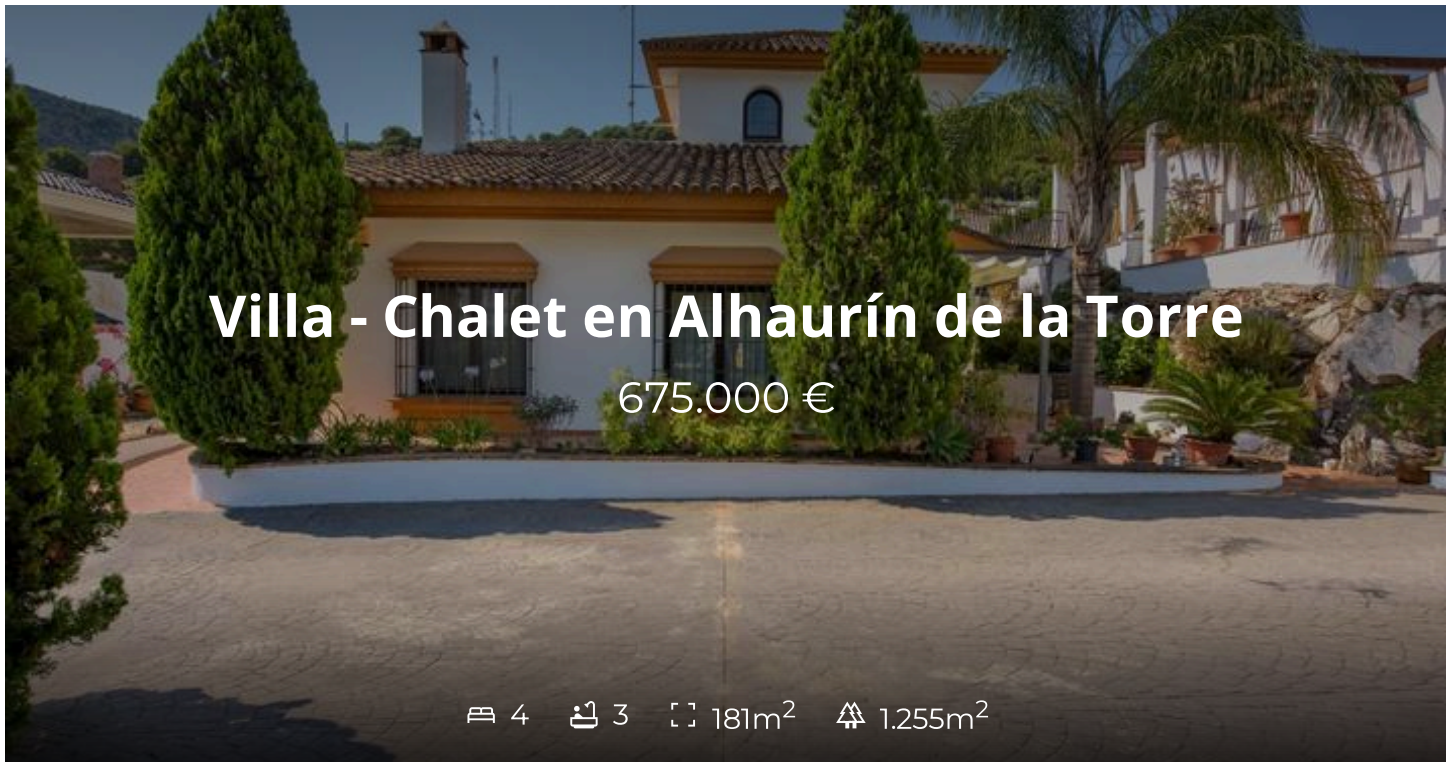 Villa - Chalet en Alhaurín de la Torre
675.000 €
4 3 181m² 1.255m²